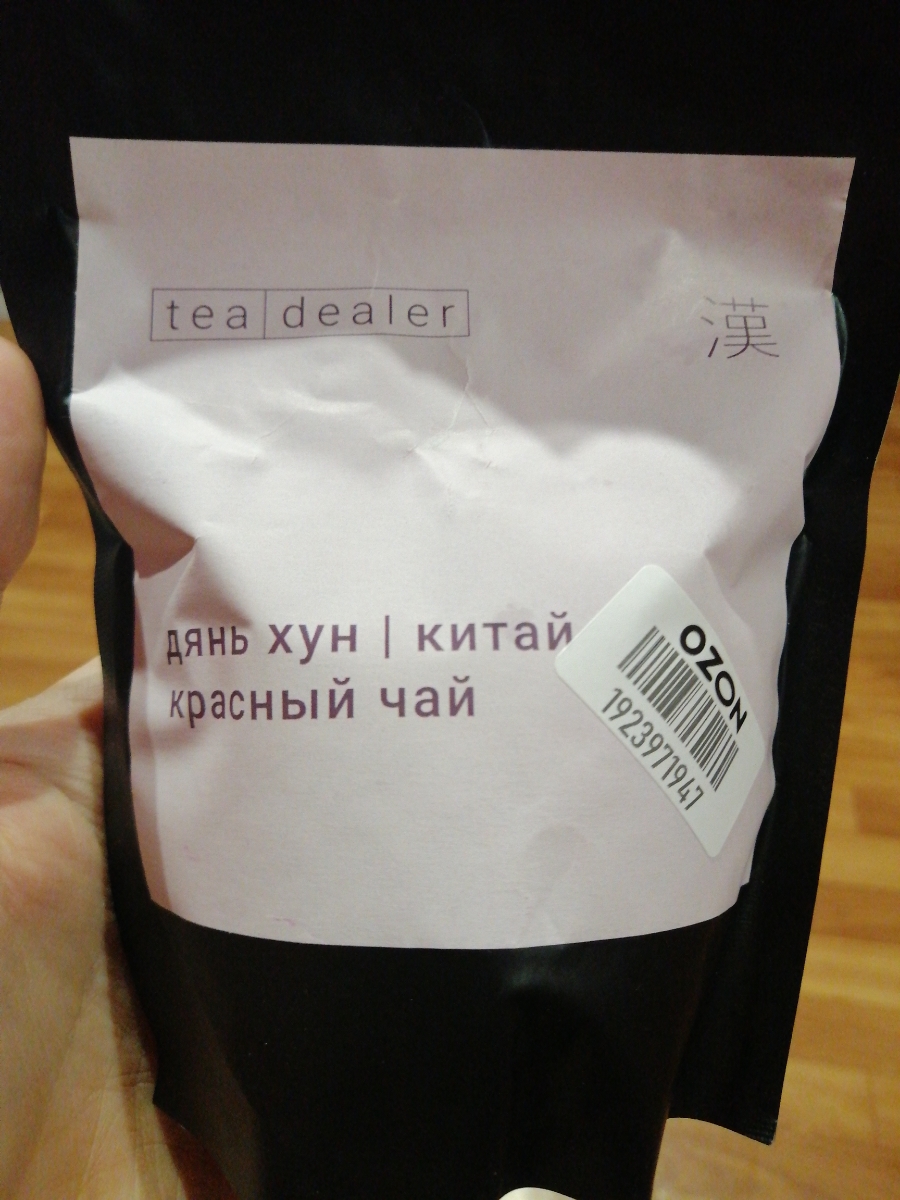 tea dealer
漢
дянь хун | китай
красный чай
OZON
1923971947